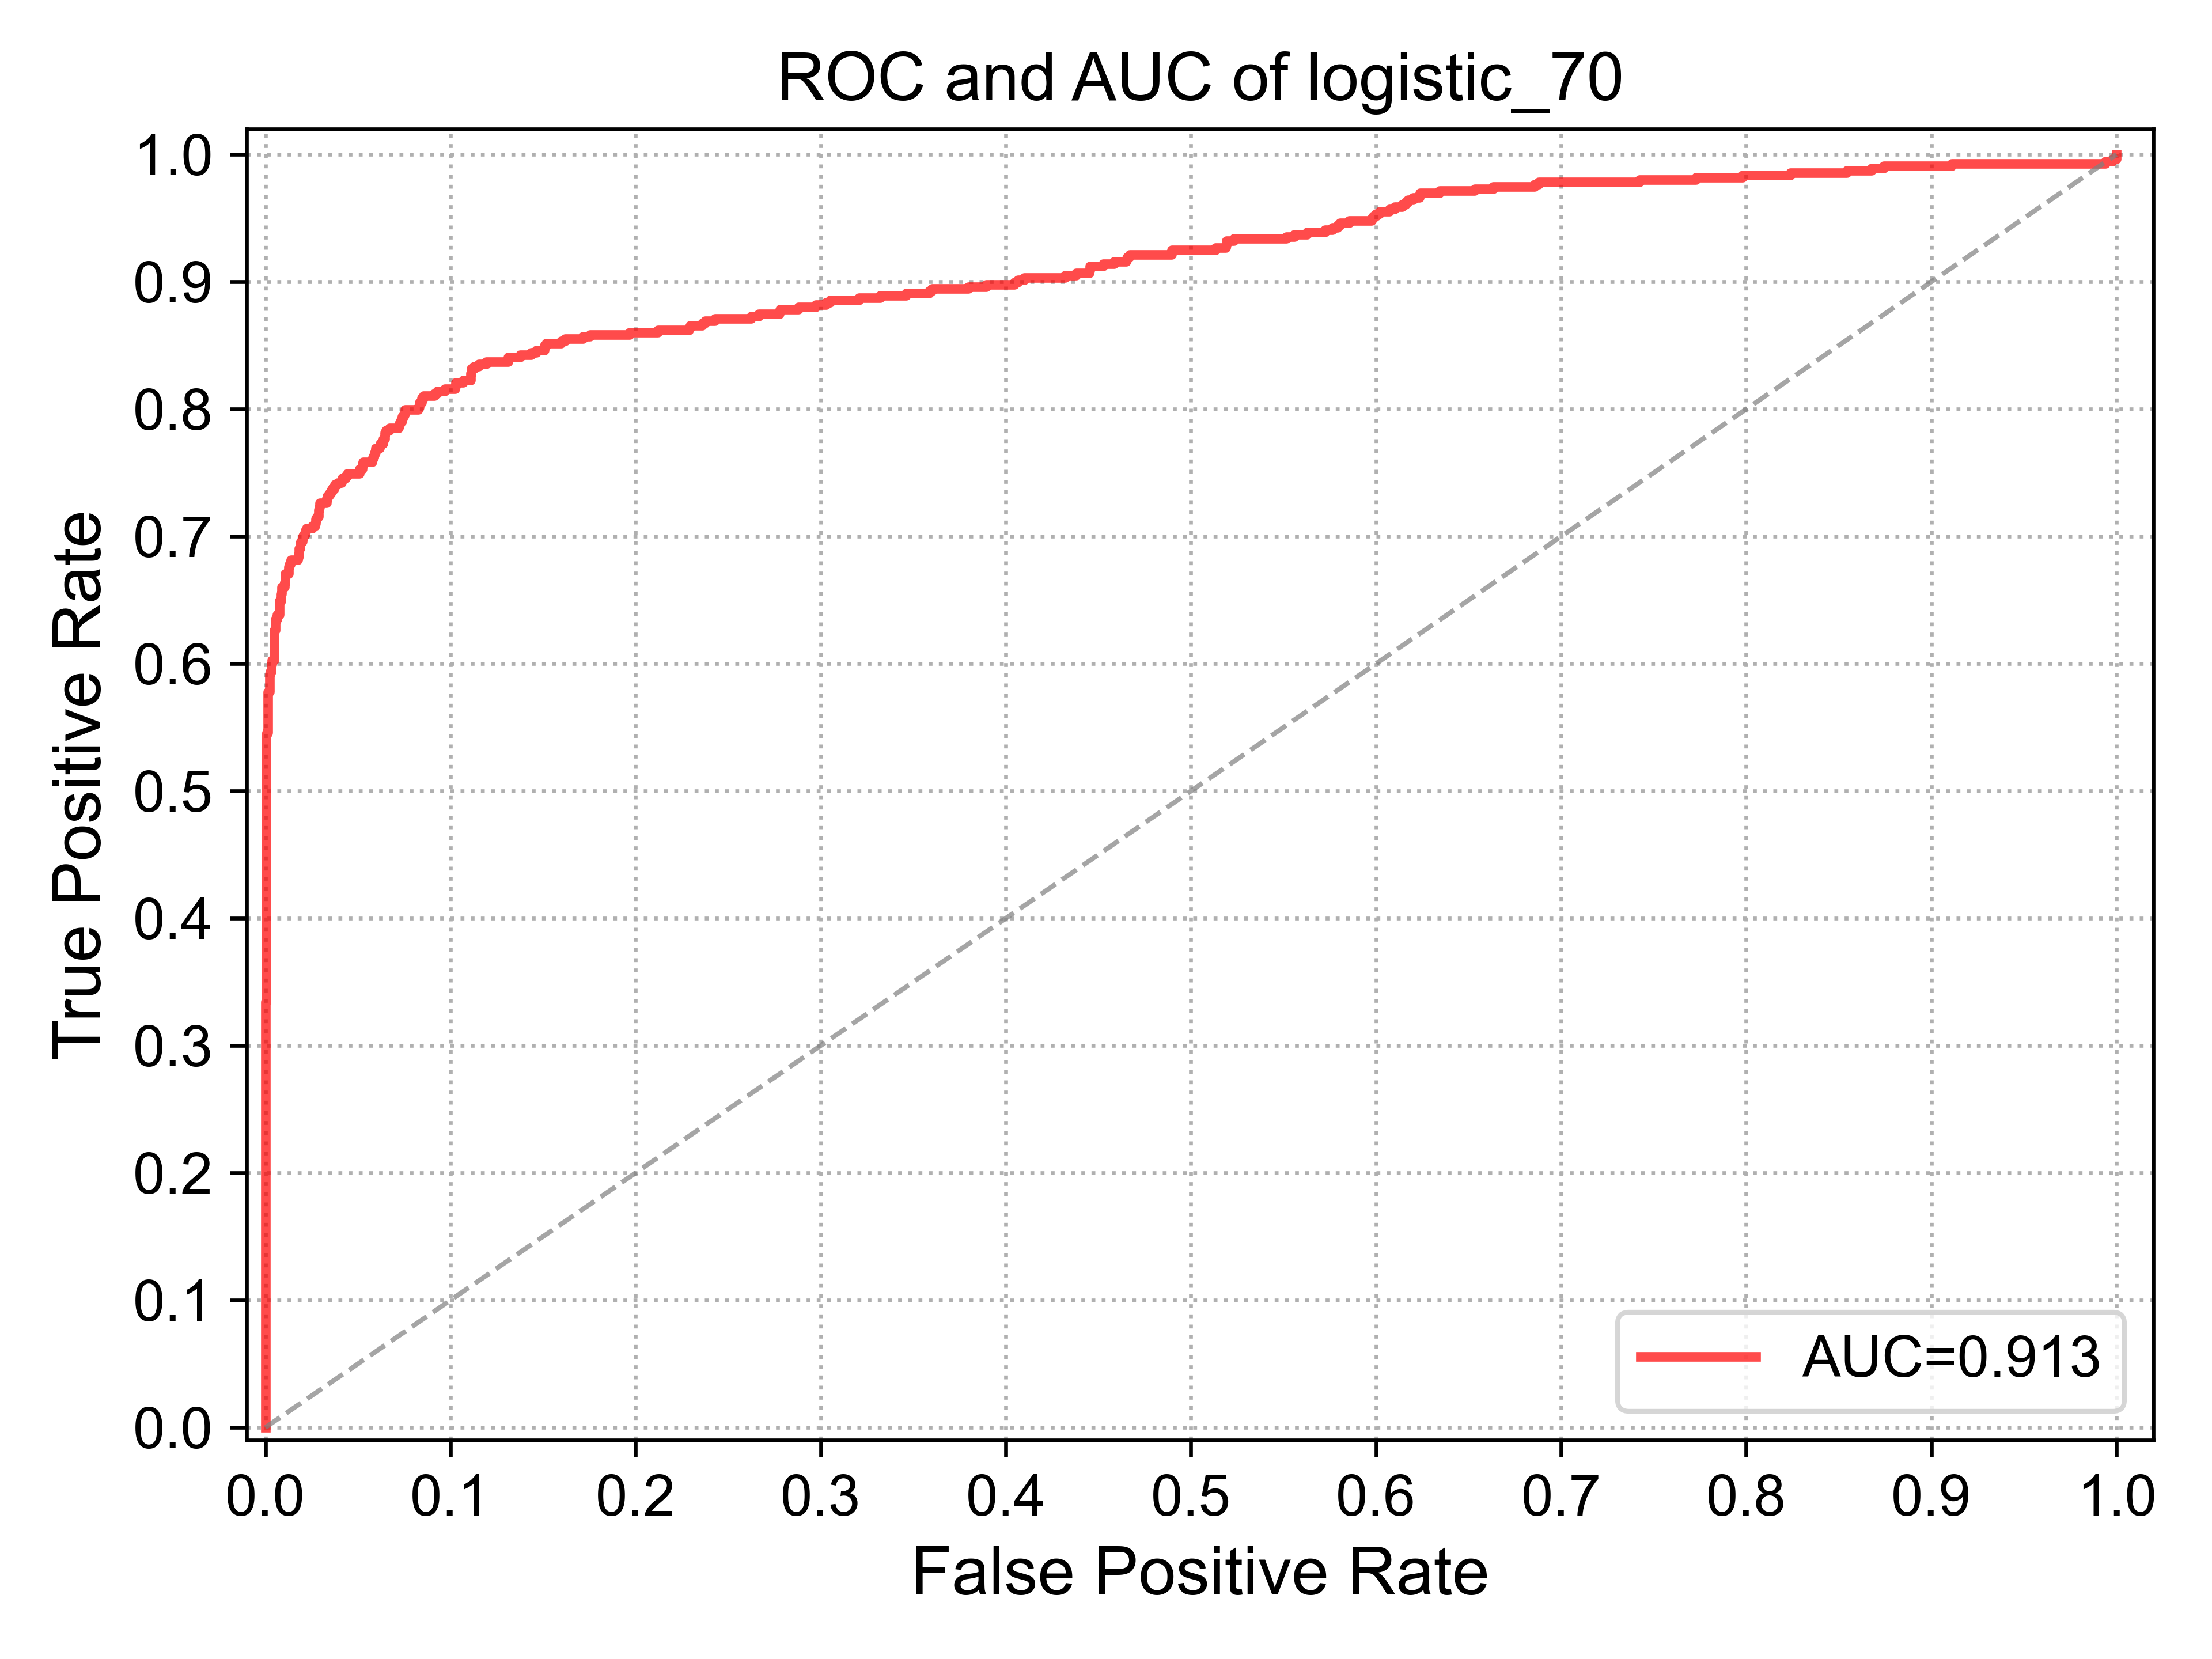 ROC and AUC of logistic_70
True Positive Rate
1.0
0.9
0.8
0.7
0.6
0.5
0.4
0.3
0.2
0.1
0.0
AUC=0.913
0.0 0.1 0.2 0.3 0.4 0.5 0.6 0.7 0.8 0.9 1.0
False Positive Rate